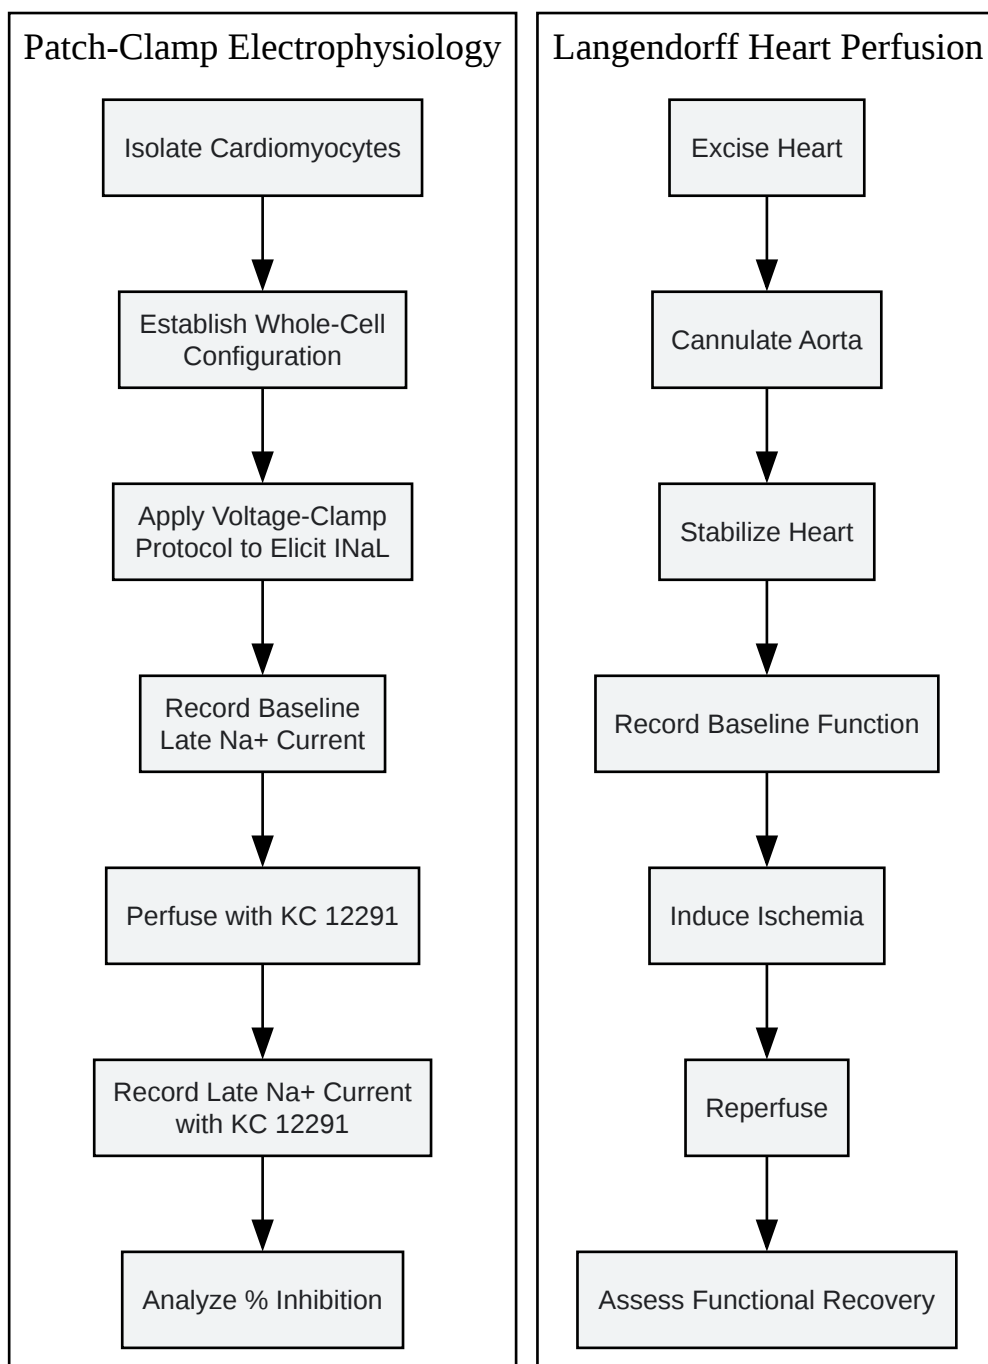 Patch-Clamp Electrophysiology
Isolate Cardiomyocytes
Establish Whole-Cell
Configuration
Apply Voltage-Clamp
Protocol to Elicit INaL
Record Baseline
Late Na+ Current
Perfuse with KC 12291
Record Late Na+ Current
with KC 12291
Analyze % Inhibition
Langendorff Heart Perfusion
Excise Heart
Cannulate Aorta
Stabilize Heart
Record Baseline Function
Induce Ischemia
Reperfuse
Assess Functional Recovery